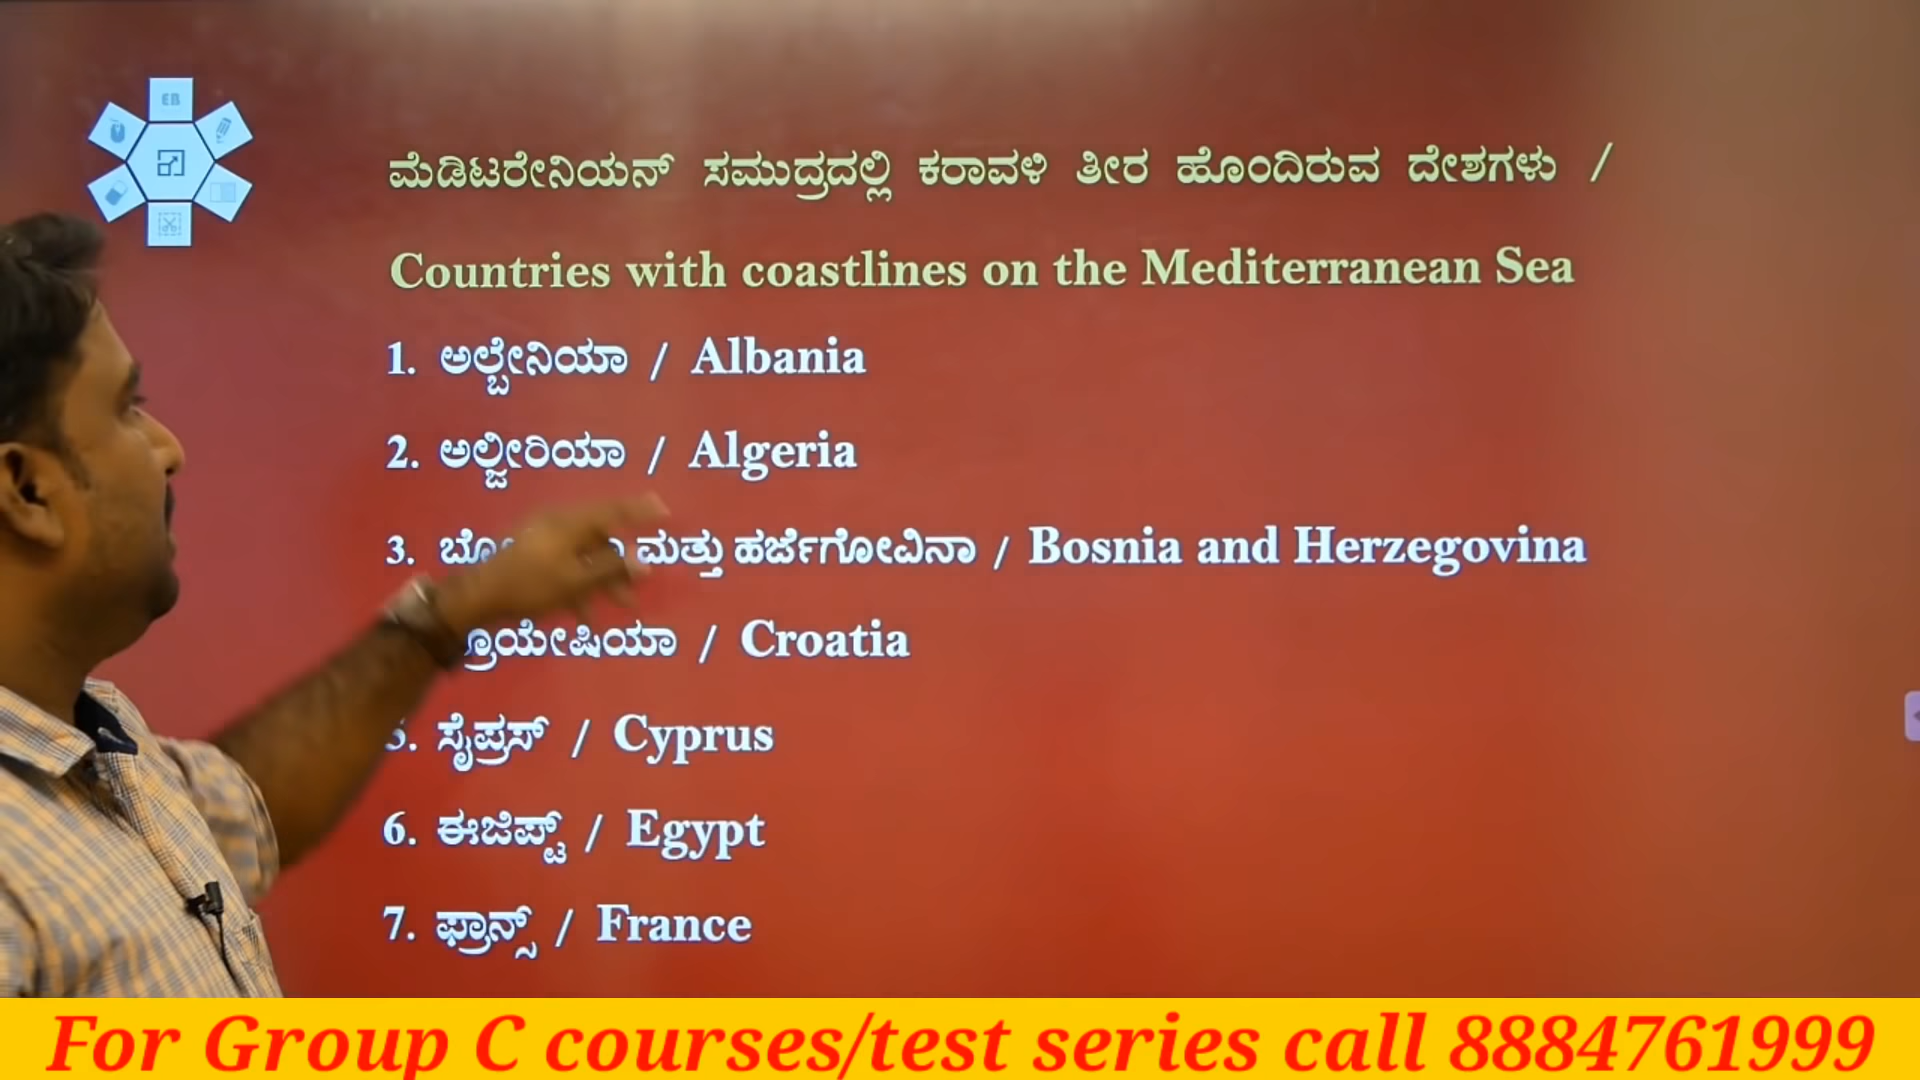 EB
ಮೆಡಿಟರೇನಿಯನ್ ಸಮುದ್ರದಲ್ಲಿ ಕರಾವಳಿ ತೀರ ಹೊಂದಿರುವ ದೇಶಗಳು /
Countries with coastlines on the Mediterranean Sea
1. ಅಲ್ಬೇನಿಯಾ / Albania
2. ಅಲ್ಜೀರಿಯಾ / Algeria
3. ಮತ್ತು ಹರ್ಜೆಗೋವಿನಾ / Bosnia and Herzegovina
/ Croatia
5. ಸೈಪ್ರಸ್ / Cyprus
6. ಈಜಿಪ್ಟ್ / Egypt
7. ಫ್ರಾನ್ಸ್ / France
For Group C courses/test series call 8884761999